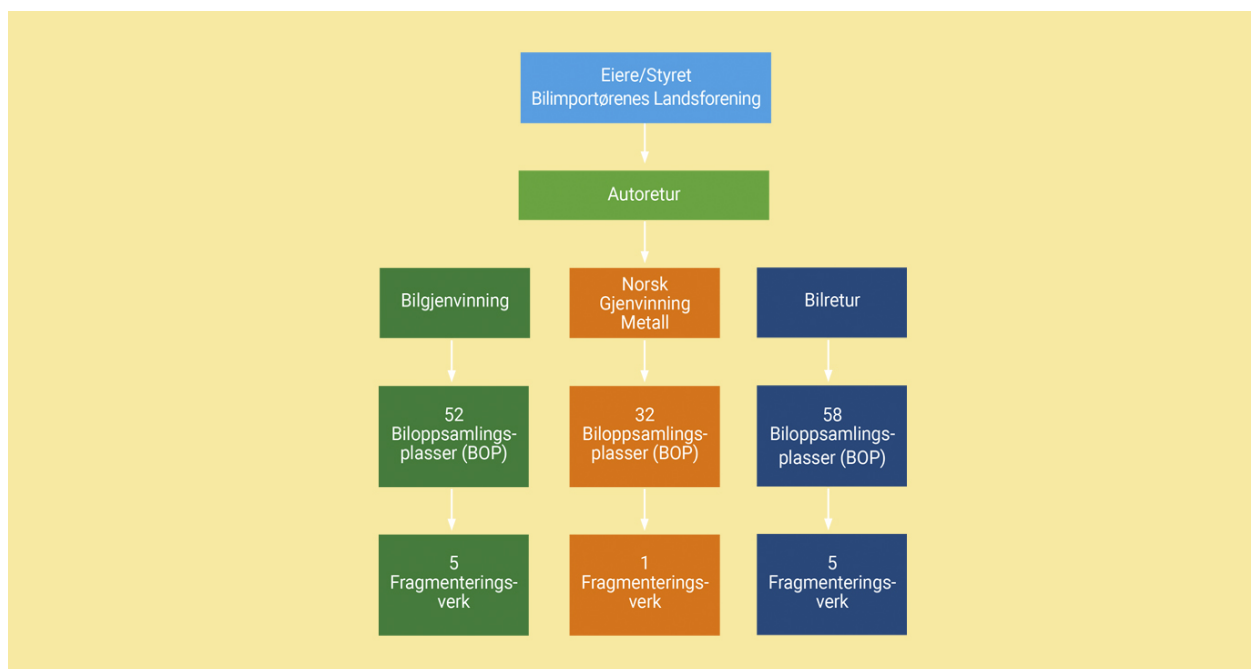 Eiere/Styret
Bilimportørenes Landsforening
Autoretur
Bilgjenvinning
Norsk
Gjenvinning
Metall
Bilretur
52
Biloppsamlings-
plasser (BOP)
32
Biloppsamlings-
plasser (BOP)
58
Biloppsamlings-
plasser (BOP)
5
Fragmenterings-
verk
1
Fragmenterings-
verk
5
Fragmenterings-
verk